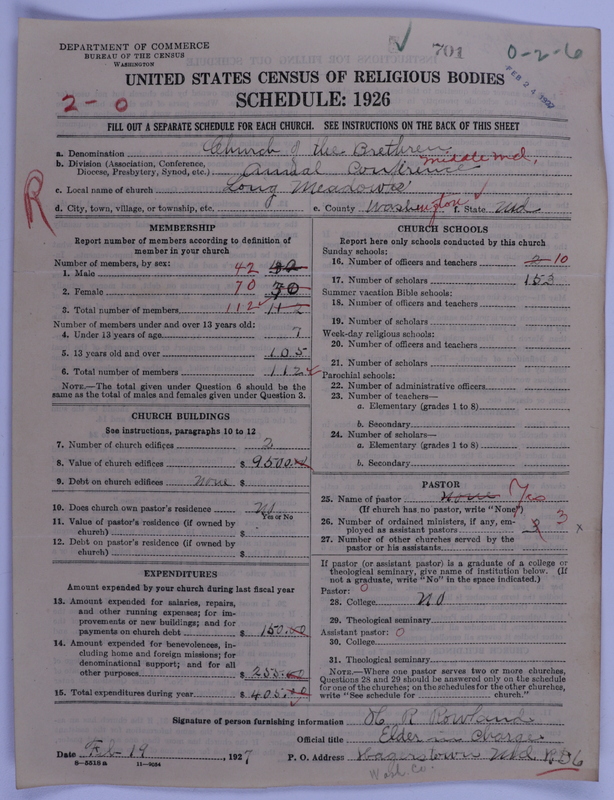 DEPARTMENT OF COMMERCE
BUREAU OF THE CENSUS
WASHINGTON
701
0-2-6
FEB 24 1927
UNITED STATES CENSUS OF RELIGIOUS BODIES
SCHEDULE: 1926
2-0
FILL OUT A SEPARATE SCHEDULE FOR EACH CHURCH. SEE INSTRUCTIONS ON THE BACK OF THIS SHEET
a. Denomination Church of the Brethren
b. Division (Association, Conference, Diocese, Presbytery, Synod, etc.) Annual Conference Middle Md.
c. Local name of church Long Meadows
d. City, town, village, or township, etc. e. County Washington f. State Md
R
MEMBERSHIP
Report number of members according to definition of
member in your church
Number of members, by sex:
1. Male 42
2. Female 70 70
3. Total number of members 112 112
Number of members under and over 13 years old:
4. Under 13 years of age 7
5. 13 years old and over 105
6. Total number of members 112
NOTE.—The total given under Question 6 should be
same as the total of males and females given under Question 3.
CHURCH BUILDINGS
See instructions, paragraphs 10 to 12
7. Number of church edifices 2
8. Value of church edifices $ 9500.00
9. Debt on church edifices None $
10. Does church own pastor's residence No
Yes or No
11. Value of pastor's residence (if owned by
church) $
12. Debt on pastor's residence (if owned by
church) $
EXPENDITURES
Amount expended by your church during last fiscal year
13. Amount expended for salaries, repairs,
and other running expenses; for im-
provements or new buildings; and for
payments on church debt $ 150.00
14. Amount expended for benevolences, in-
cluding home and foreign missions; for
denominational support; and for all
other purposes $ 255.00
15. Total expenditures during year $ 405.00
CHURCH SCHOOLS
Report here only schools conducted by this church
Sunday schools:
16. Number of officers and teachers 10
17. Number of scholars 153
Summer vacation Bible schools:
18. Number of officers and teachers
19. Number of scholars
Week-day religious schools:
20. Number of officers and teachers
21. Number of scholars
Parochial schools:
22. Number of administrative officers
23. Number of teachers—
a. Elementary (grades 1 to 8)
b. Secondary
24. Number of scholars—
a. Elementary (grades 1 to 8)
b. Secondary
PASTOR
25. Name of pastor None Yes
(If church has no pastor, write "None")
26. Number of ordained ministers, if any, em-
ployed as assistant pastors 3 x
27. Number of other churches served by the
pastor or his assistants
If pastor (or assistant pastor) is a graduate of a college or
theological seminary, give name of institution below. (If
not a graduate, write "No" in the space indicated.)
Pastor: 0
28. College No
29. Theological seminary
Assistant pastor: 0
30. College
31. Theological seminary
NOTE.—Where one pastor serves two or more churches,
Questions 28 and 29 should be answered only on the schedule
for one of the churches; on the schedules for the other churches,
write "See schedule for church."
Signature of person furnishing information H R Rowland
Official title Elder in Charge
Date Feb 19, 1927 P. O. Address Hagerstown Md. RD6
8-5516a 11-9034
Wash. Co.